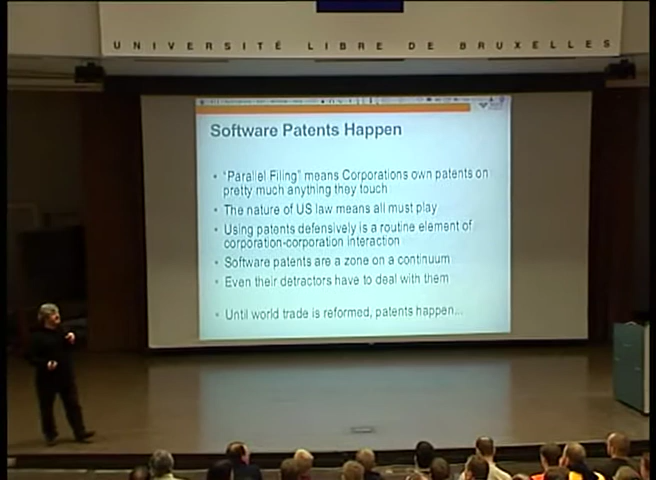 UNIVERSITÉ LIBRE DE BRUXELLES
Software Patents Happen
• "Parallel Filing" means Corporations own patents on
pretty much anything they touch
• The nature of US law means all must play
• Using patents defensively is a routine element of
corporation-corporation interaction
• Software patents are a zone on a continuum
• Even their detractors have to deal with them
• Until world trade is reformed, patents happen...